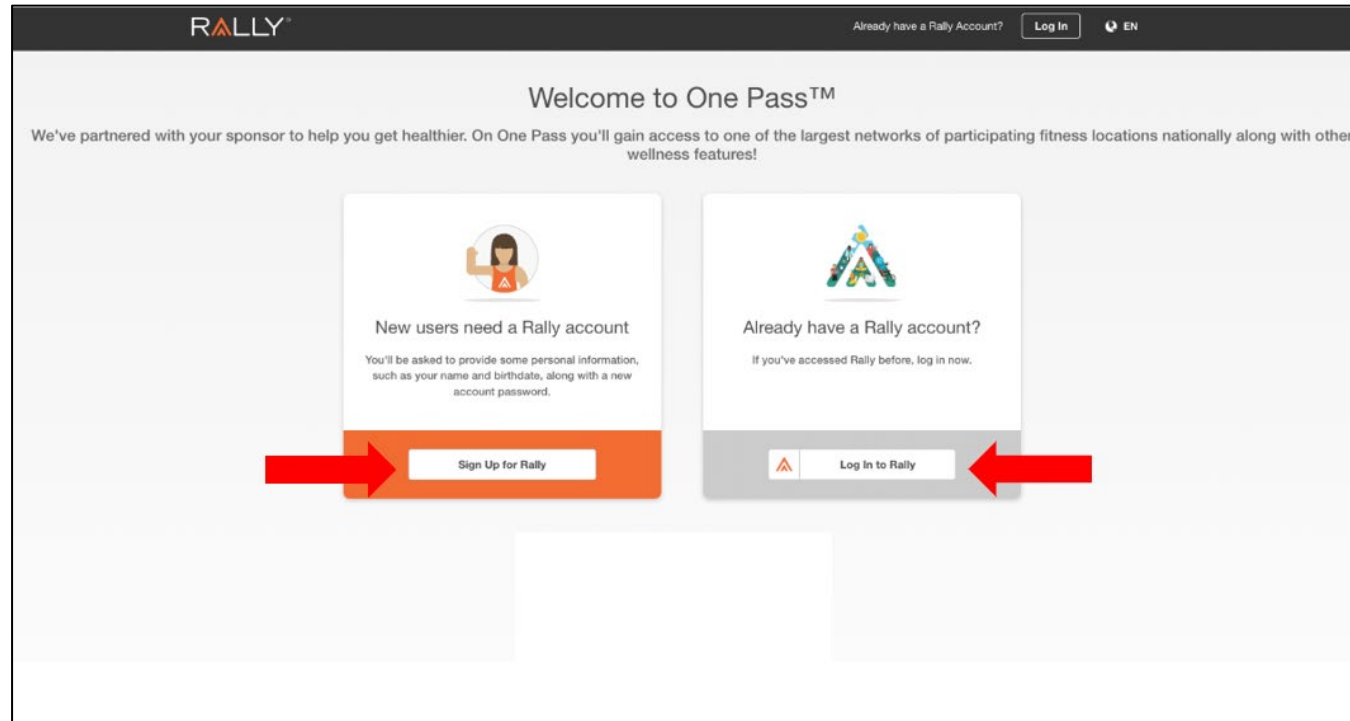 RALLY®
Already have a Rally Account?
Log In
EN
Welcome to One Pass™
We've partnered with your sponsor to help you get healthier. On One Pass you'll gain access to one of the largest networks of participating fitness locations nationally along with other
wellness features!
New users need a Rally account
You'll be asked to provide some personal information,
such as your name and birthdate, along with a new
account password.
Sign Up for Rally
Already have a Rally account?
If you've accessed Rally before, log in now.
Log In to Rally